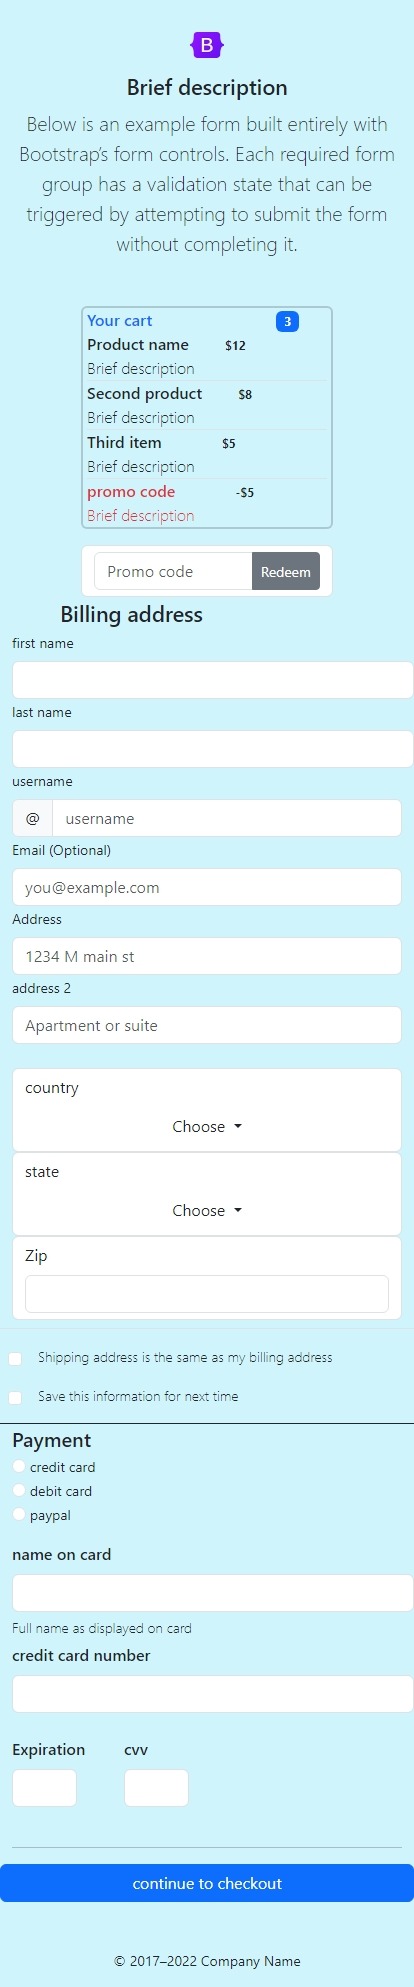 B
Brief description
Below is an example form built entirely with
Bootstrap’s form controls. Each required form
group has a validation state that can be
triggered by attempting to submit the form
without completing it.
Your cart 3
Product name $12
Brief description
Second product $8
Brief description
Third item $5
Brief description
promo code -$5
Brief description
Promo code Redeem
Billing address
first name
last name
username
@ username
Email (Optional)
you@example.com
Address
1234 M main st
address 2
Apartment or suite
country
Choose
state
Choose
Zip
Shipping address is the same as my billing address
Save this information for next time
Payment
credit card
debit card
paypal
name on card
Full name as displayed on card
credit card number
Expiration cvv
continue to checkout
© 2017–2022 Company Name